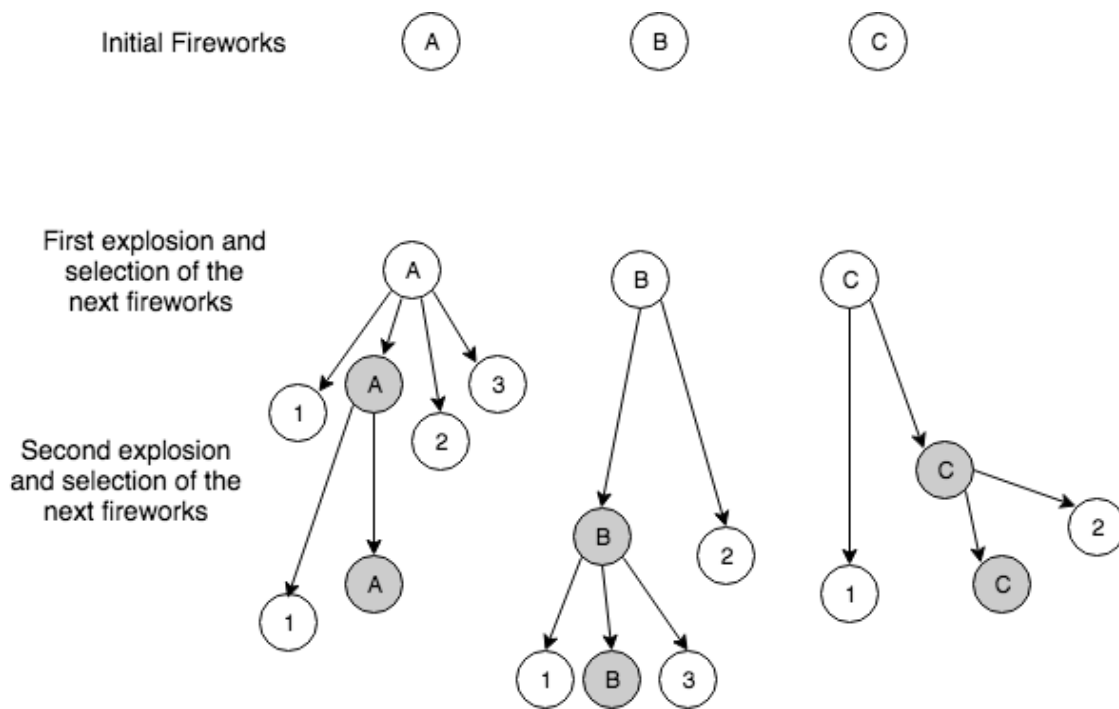 Initial Fireworks
A
B
C
First explosion and
selection of the
next fireworks
A
B
C
1
A
2
3
Second explosion
and selection of the
next fireworks
C
2
B
2
1
A
1
C
1
B
3